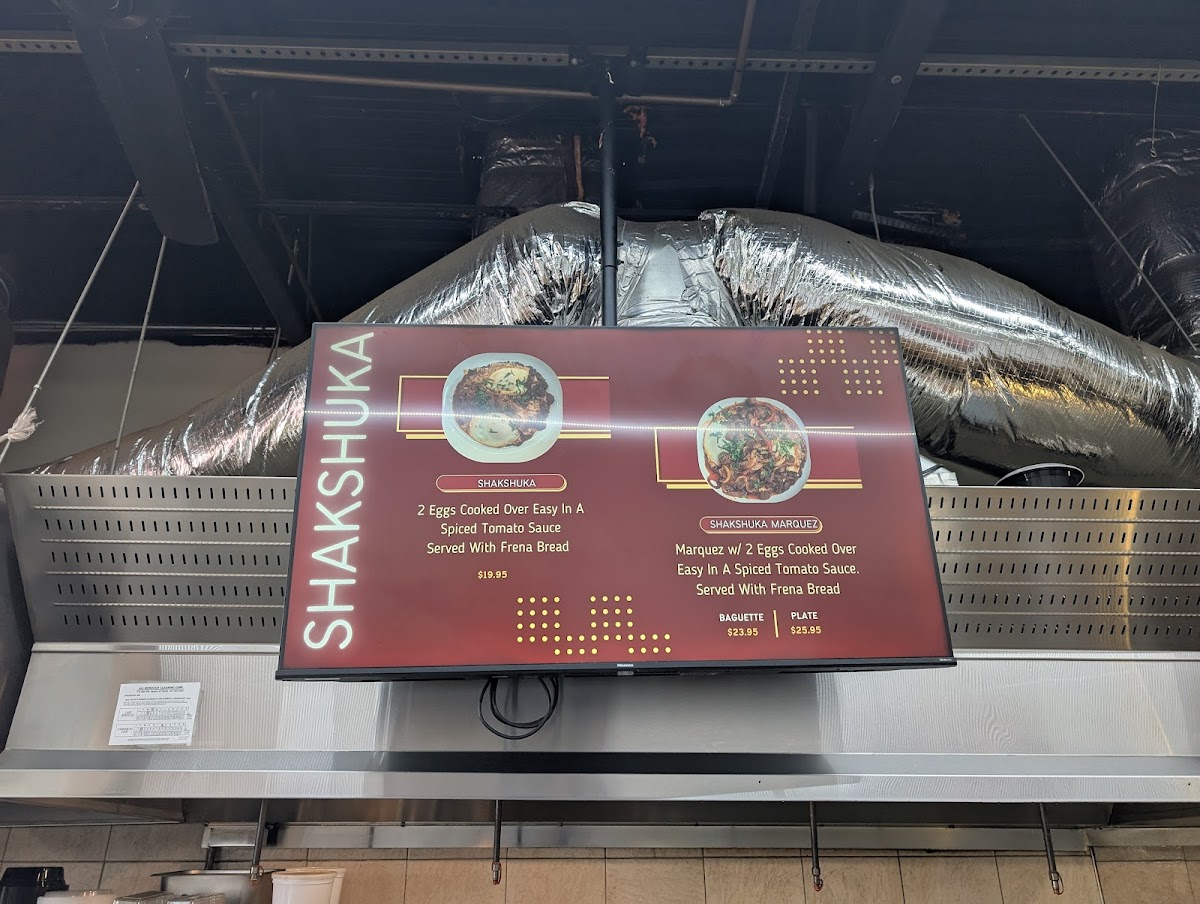 SHAKSHUKA
SHAKSHUKA
2 Eggs Cooked Over Easy In A
Spiced Tomato Sauce
Served With Frena Bread
$19.95
SHAKSHUKA MARQUEZ
Marquez w/ 2 Eggs Cooked Over
Easy In A Spiced Tomato Sauce.
Served With Frena Bread
BAGUETTE
$23.95
PLATE
$25.95
Hisense